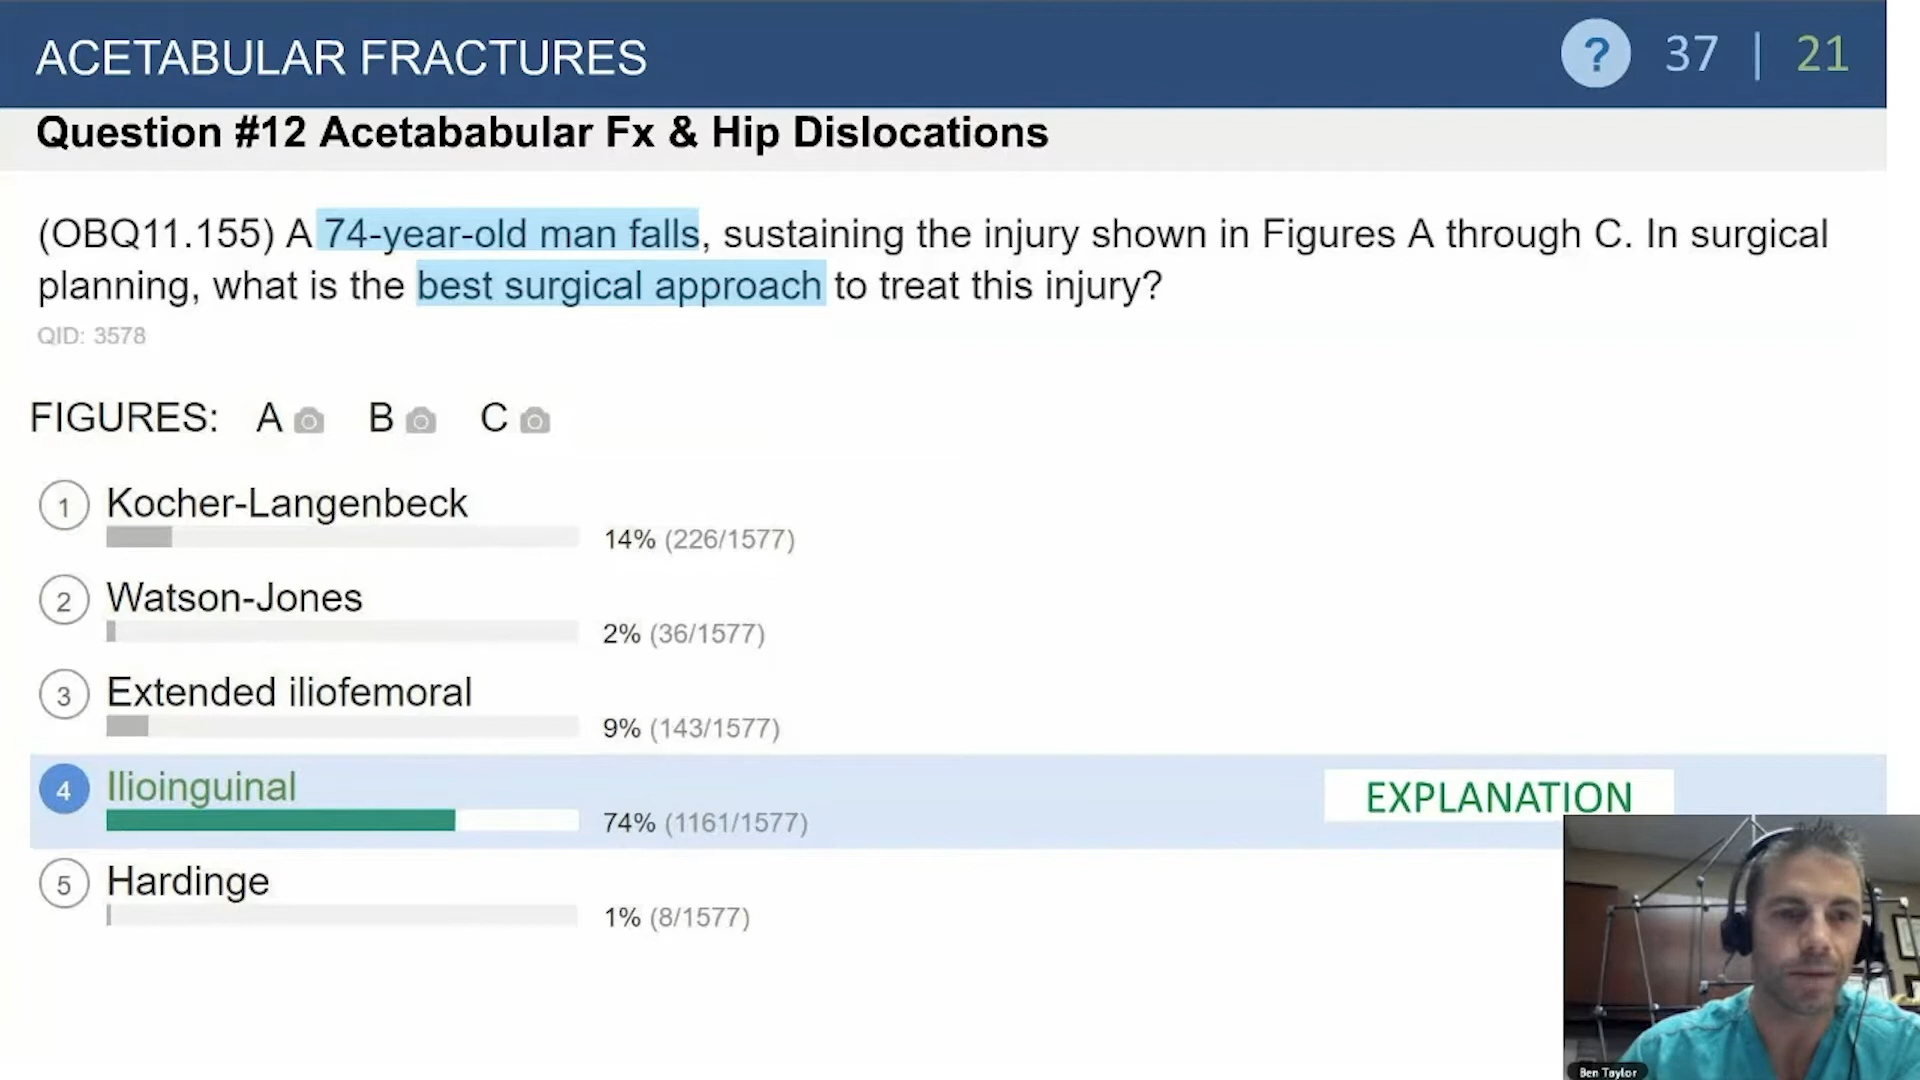 ACETABULAR FRACTURES
? 37 | 21
Question #12 Acetababular Fx & Hip Dislocations
(OBQ11.155) A 74-year-old man falls, sustaining the injury shown in Figures A through C. In surgical
planning, what is the best surgical approach to treat this injury?
QID: 3578
FIGURES: A B C
1 Kocher-Langenbeck
14% (226/1577)
2 Watson-Jones
2% (36/1577)
3 Extended iliofemoral
9% (143/1577)
4 Ilioinguinal
74% (1161/1577)
EXPLANATION
5 Hardinge
1% (8/1577)
Ben Taylor